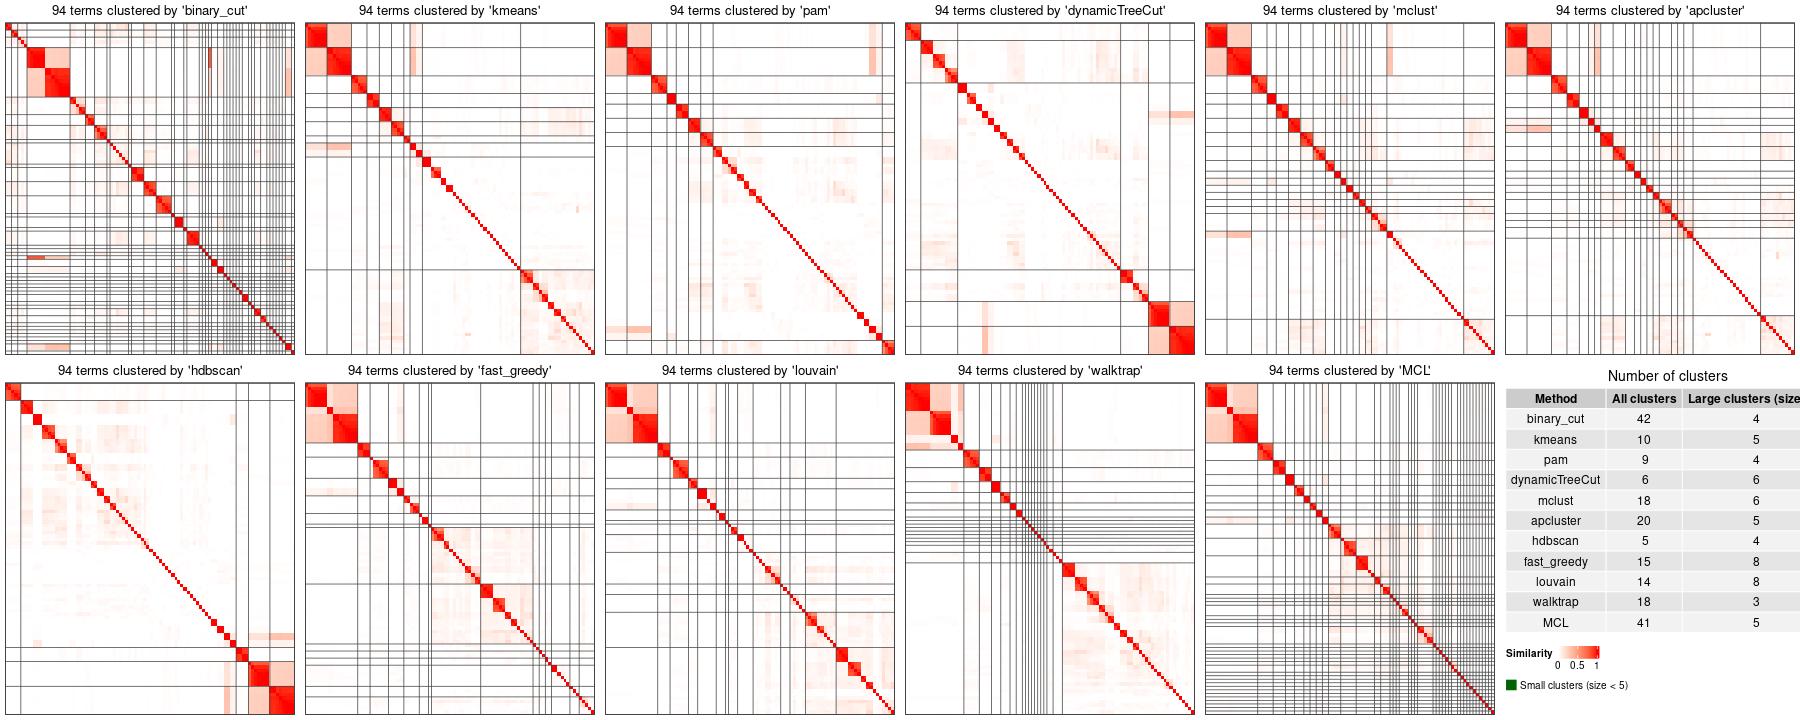 94 terms clustered by 'binary_cut'
94 terms clustered by 'kmeans'
94 terms clustered by 'pam'
94 terms clustered by 'dynamicTreeCut'
94 terms clustered by 'mclust'
94 terms clustered by 'apcluster'
94 terms clustered by 'hdbscan'
94 terms clustered by 'fast_greedy'
94 terms clustered by 'louvain'
94 terms clustered by 'walktrap'
94 terms clustered by 'MCL'
Number of clusters
Method All clusters Large clusters (size
binary_cut 42 4
kmeans 10 5
pam 9 4
dynamicTreeCut 6 6
mclust 18 6
apcluster 20 5
hdbscan 5 4
fast_greedy 15 8
louvain 14 8
walktrap 18 3
MCL 41 5
Similarity
0 0.5 1
Small clusters (size < 5)